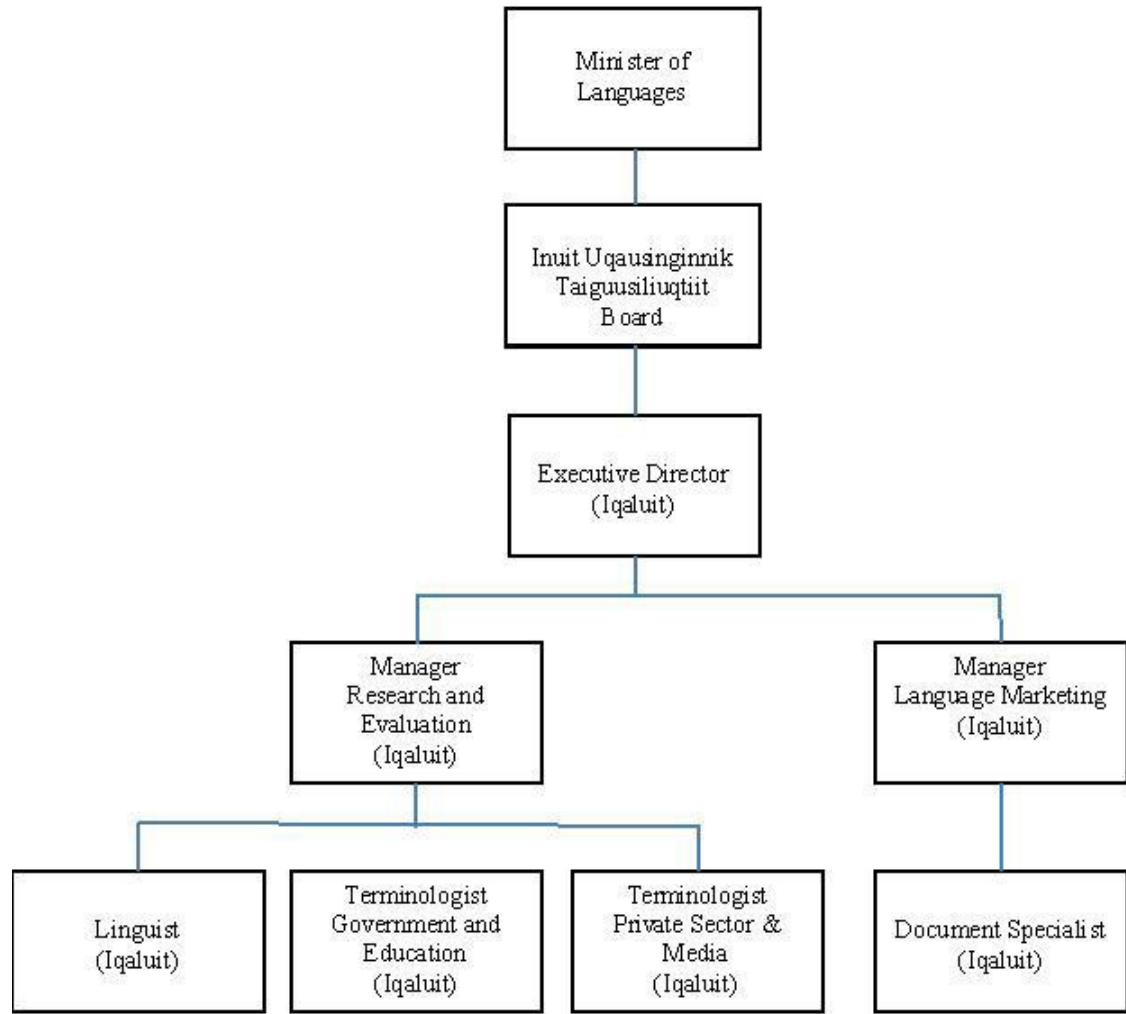 Minister of
Languages
Inuit Uqausinginnik
Taiguusiliuqtiit
Board
Executive Director
(Iqaluit)
Manager
Research and
Evaluation
(Iqaluit)
Manager
Language Marketing
(Iqaluit)
Linguist
(Iqaluit)
Terminologist
Government and
Education
(Iqaluit)
Terminologist
Private Sector &
Media
(Iqaluit)
Document Specialist
(Iqaluit)